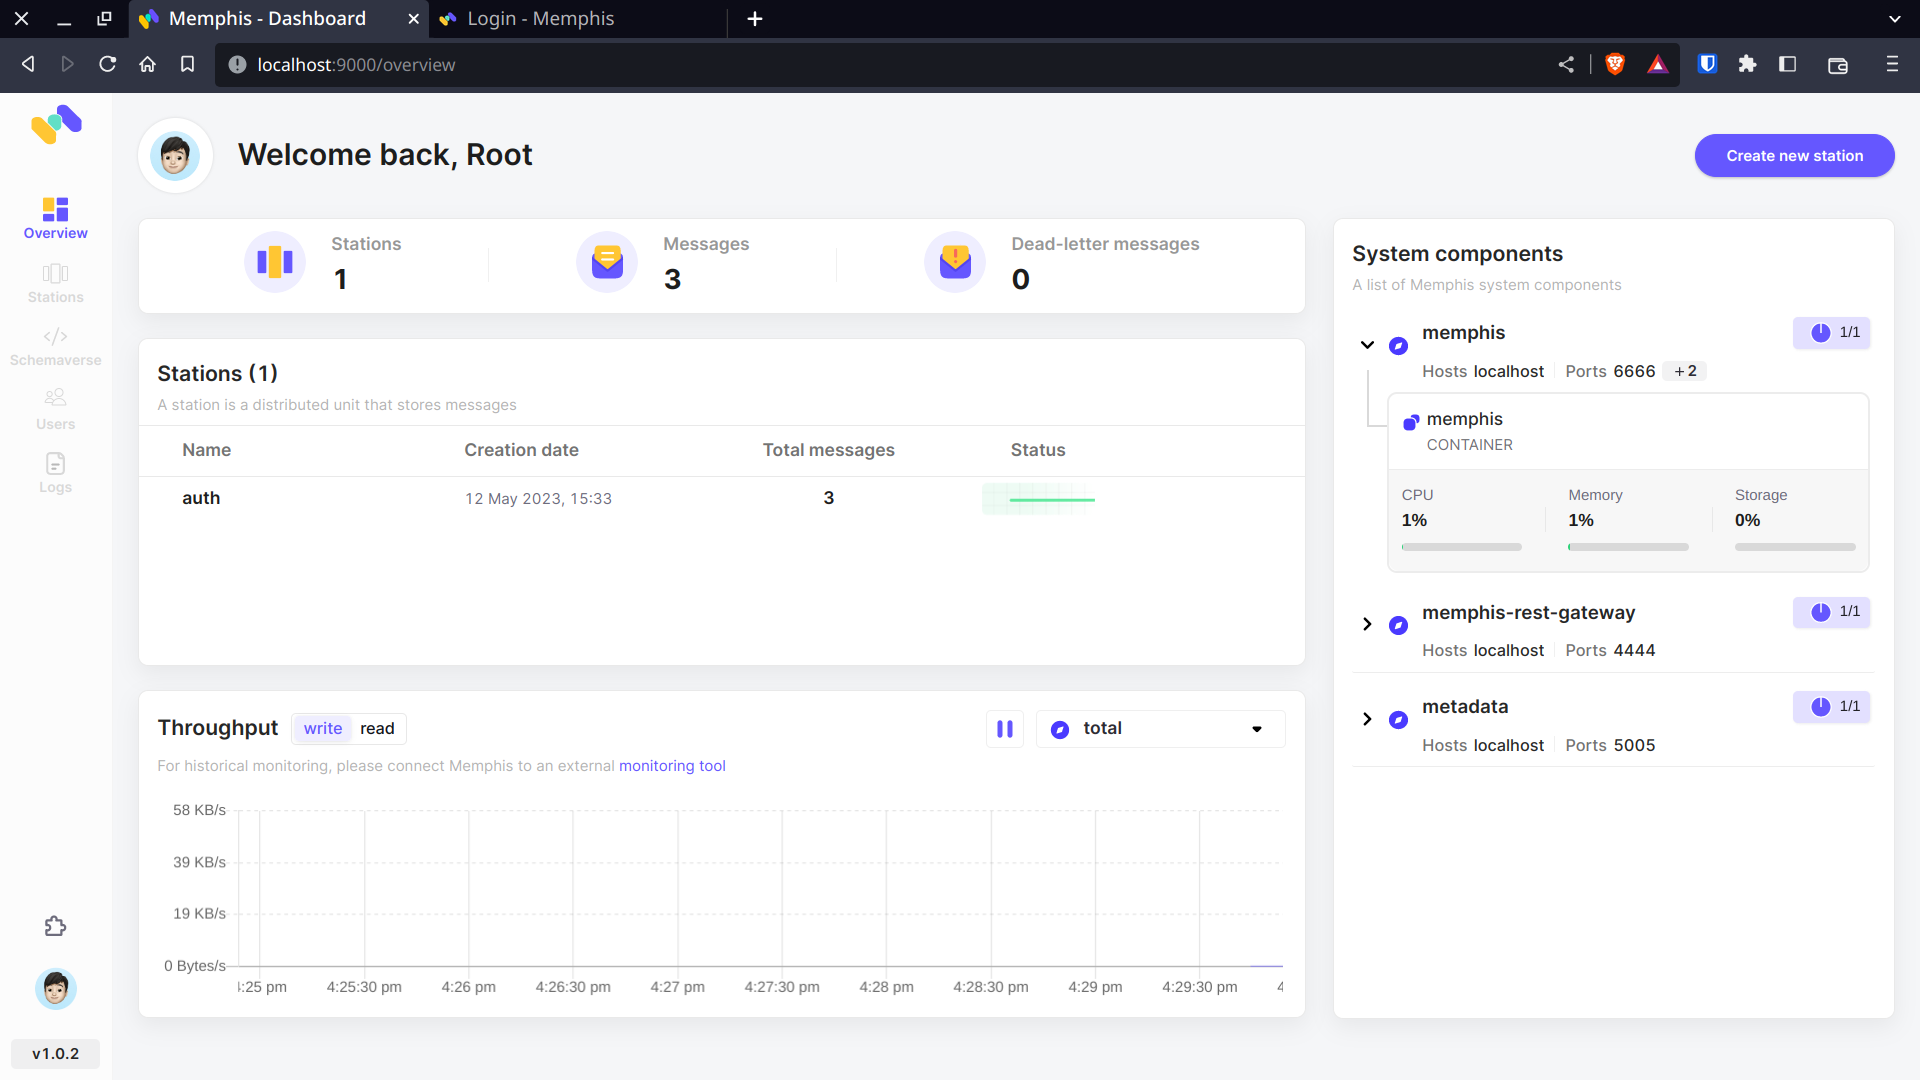 Memphis - Dashboard
Login - Memphis
localhost:9000/overview
Welcome back, Root
Create new station
Overview
Stations
Schemaverse
Users
Logs
v1.0.2
Stations
1
Messages
3
Dead-letter messages
0
Stations (1)
A station is a distributed unit that stores messages
Name Creation date Total messages Status
auth 12 May 2023, 15:33 3
Throughput write read
total
For historical monitoring, please connect Memphis to an external monitoring tool
58 KB/s
39 KB/s
19 KB/s
0 Bytes/s
:25 pm 4:25:30 pm 4:26 pm 4:26:30 pm 4:27 pm 4:27:30 pm 4:28 pm 4:28:30 pm 4:29 pm 4:29:30 pm 4
System components
A list of Memphis system components
memphis 1/1
Hosts localhost Ports 6666 +2
memphis
CONTAINER
CPU Memory Storage
1% 1% 0%
memphis-rest-gateway 1/1
Hosts localhost Ports 4444
metadata 1/1
Hosts localhost Ports 5005